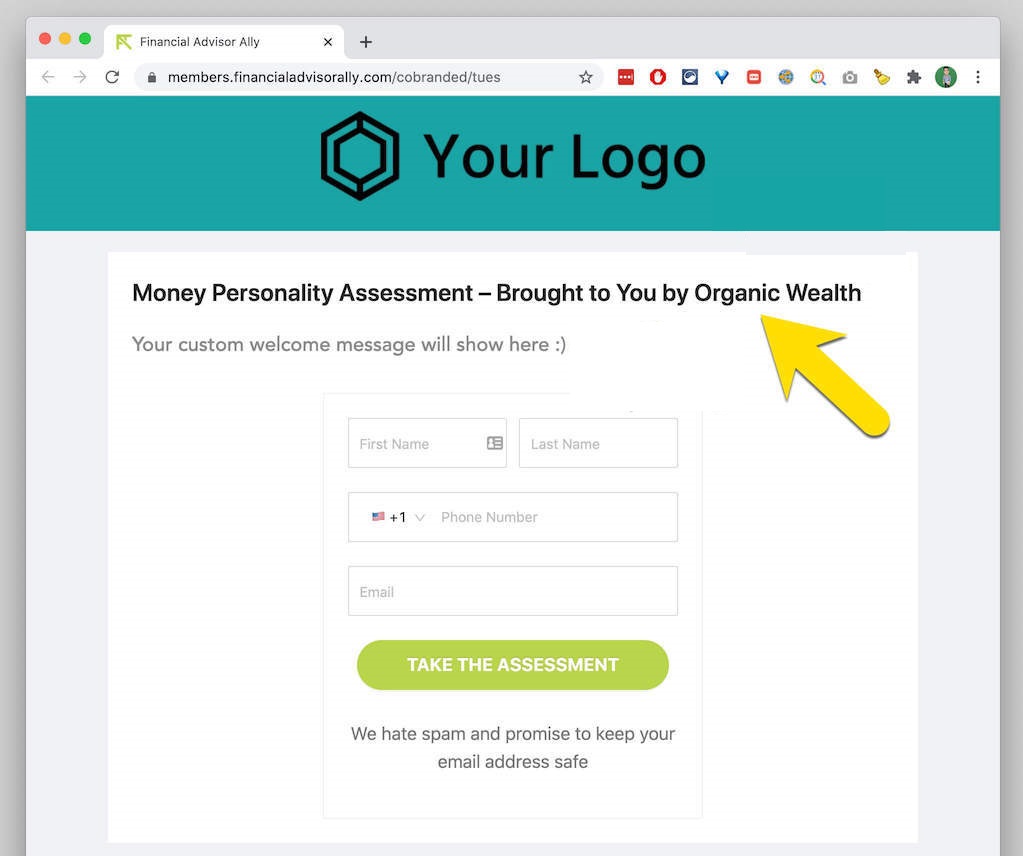 Financial Advisor Ally
members.financialadvisorally.com/cobranded/tues
Your Logo
Money Personality Assessment – Brought to You by Organic Wealth
Your custom welcome message will show here :)
First Name
Last Name
+1
Phone Number
Email
TAKE THE ASSESSMENT
We hate spam and promise to keep your
email address safe